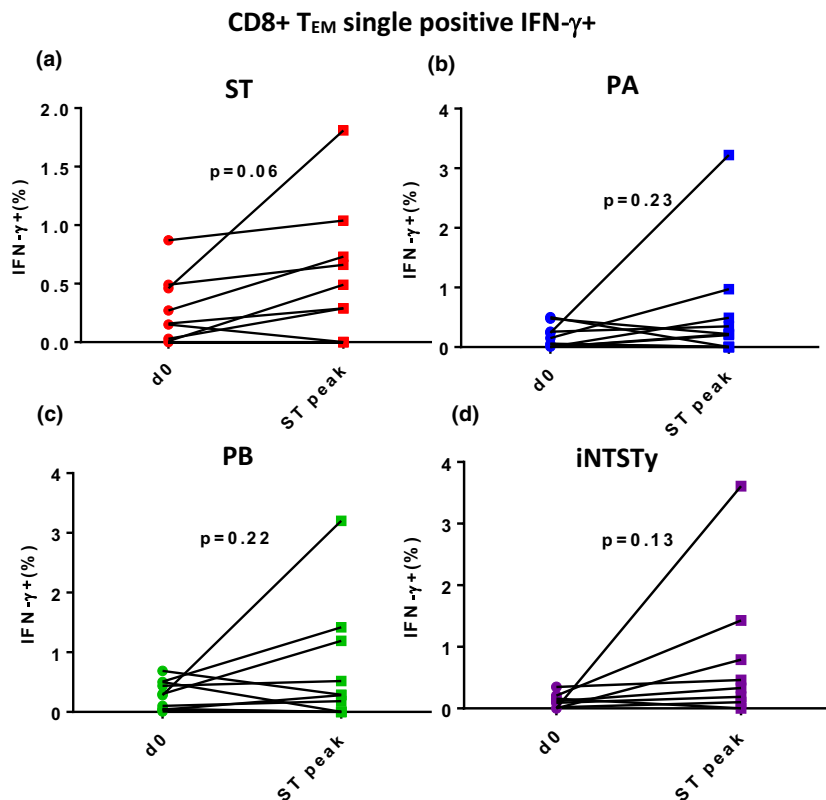 CD8+ TEM single positive IFN-γ+
(a)
ST
2.0
1.5
1.0
0.5
0.0
IFN-γ+(%)
p=0.06
d0
ST peak
(b)
PA
4
3
2
1
0
IFN-γ+(%)
p=0.23
d0
ST peak
(c)
PB
4
3
2
1
0
IFN-γ+(%)
p=0.22
d0
ST peak
(d)
iNTSTy
4
3
2
1
0
IFN-γ+(%)
p=0.13
d0
ST peak